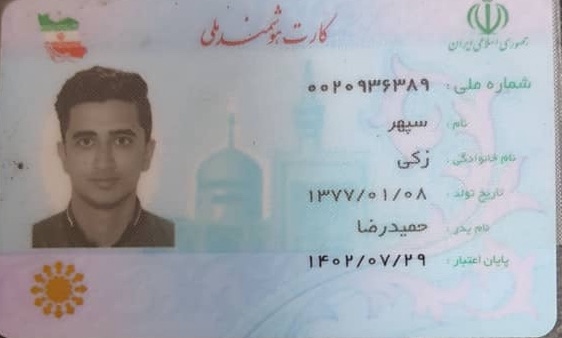 جمهوری اسلامی ایران
کارت هوشمند ملی
شماره ملی: ۰۰۲۰۹۳۶۳۸۹
نام: سپهر
نام خانوادگی: زکی
تاریخ تولد: ۱۳۷۷/۰۱/۰۸
نام پدر: حمیدرضا
پایان اعتبار: ۱۴۰۲/۰۷/۲۹